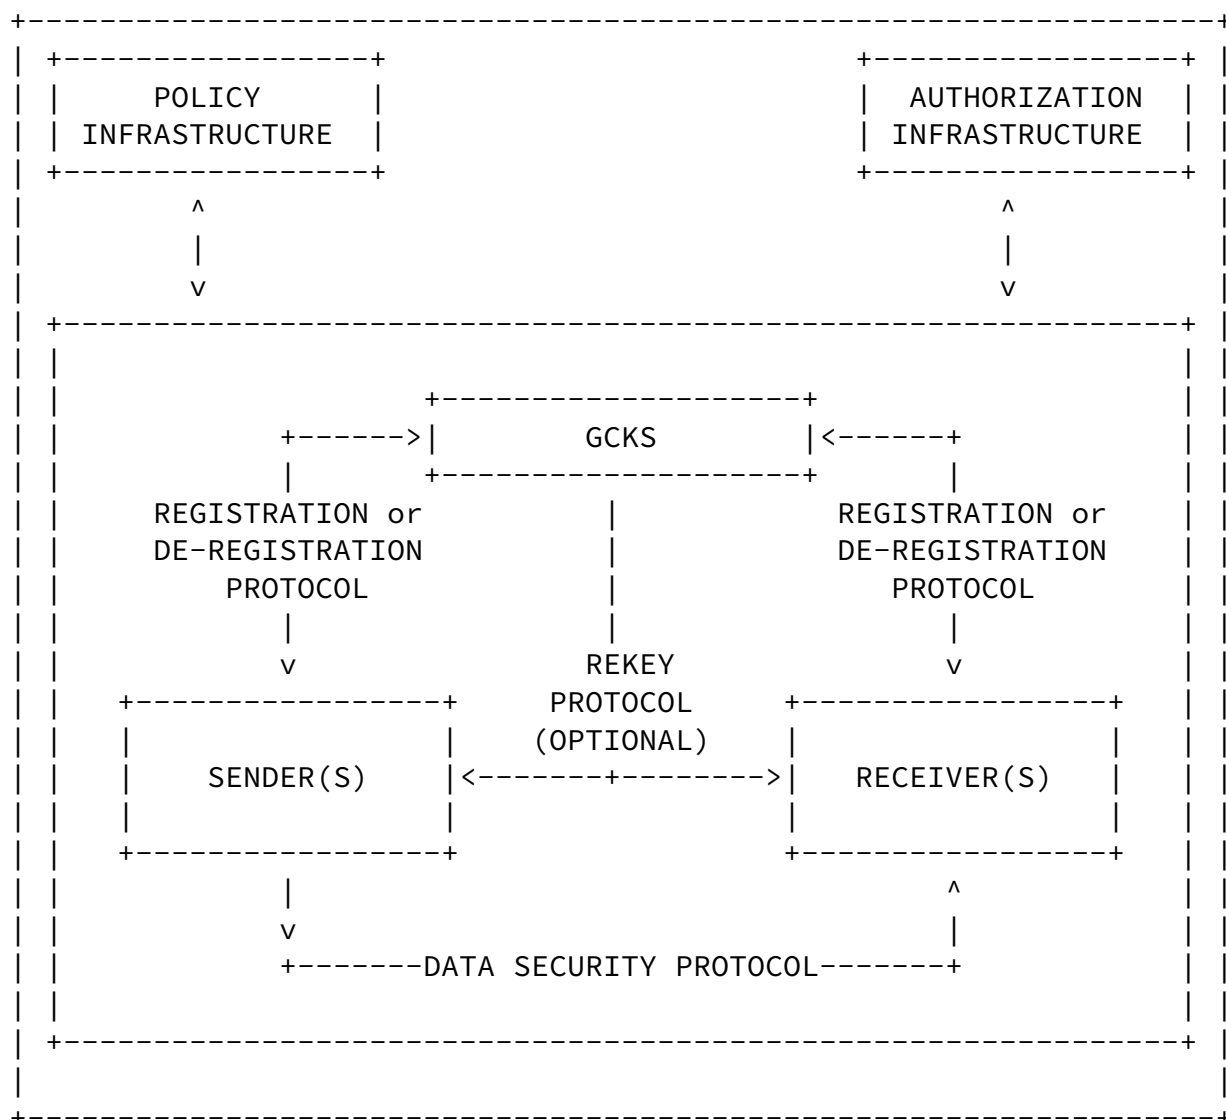 POLICY AUTHORIZATION
INFRASTRUCTURE INFRASTRUCTURE
GCKS
REGISTRATION or REGISTRATION or
DE-REGISTRATION DE-REGISTRATION
PROTOCOL PROTOCOL
REKEY
PROTOCOL
(OPTIONAL)
SENDER(S) RECEIVER(S)
DATA SECURITY PROTOCOL